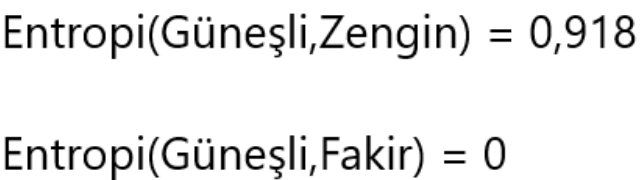 Entropi(Güneşli,Zengin) = 0,918
Entropi(Güneşli,Fakir) = 0